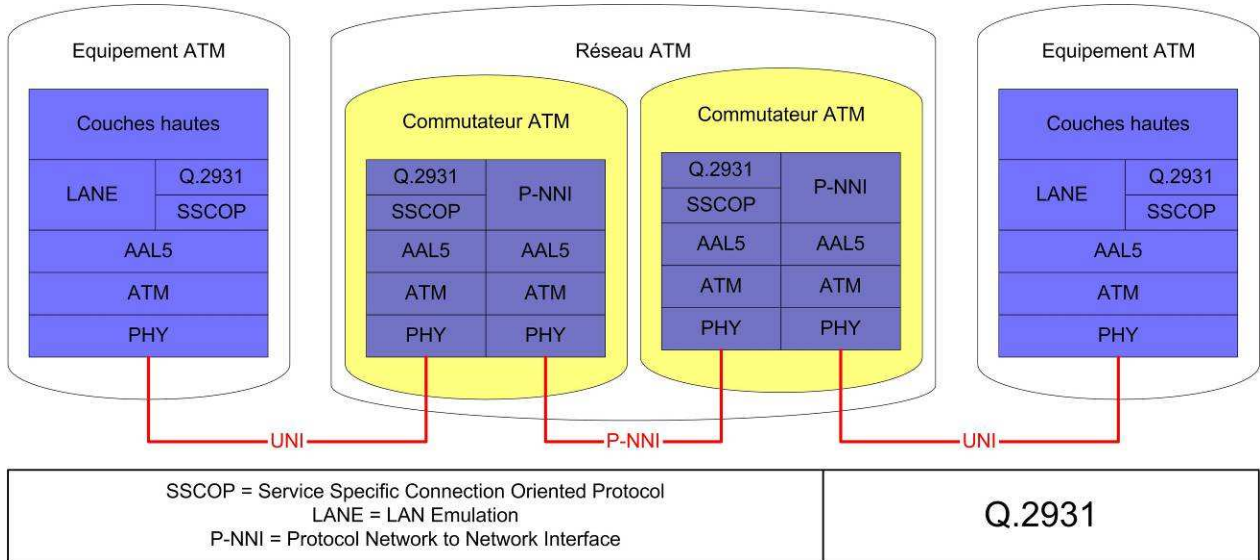 Equipement ATM
Couches hautes
LANE
Q.2931
SSCOP
AAL5
ATM
PHY
Réseau ATM
Commutateur ATM
Q.2931
SSCOP
P-NNI
AAL5
AAL5
ATM
ATM
PHY
PHY
Commutateur ATM
Q.2931
SSCOP
P-NNI
AAL5
AAL5
ATM
ATM
PHY
PHY
Equipement ATM
Couches hautes
LANE
Q.2931
SSCOP
AAL5
ATM
PHY
UNI
P-NNI
UNI
SSCOP = Service Specific Connection Oriented Protocol
LANE = LAN Emulation
P-NNI = Protocol Network to Network Interface
Q.2931